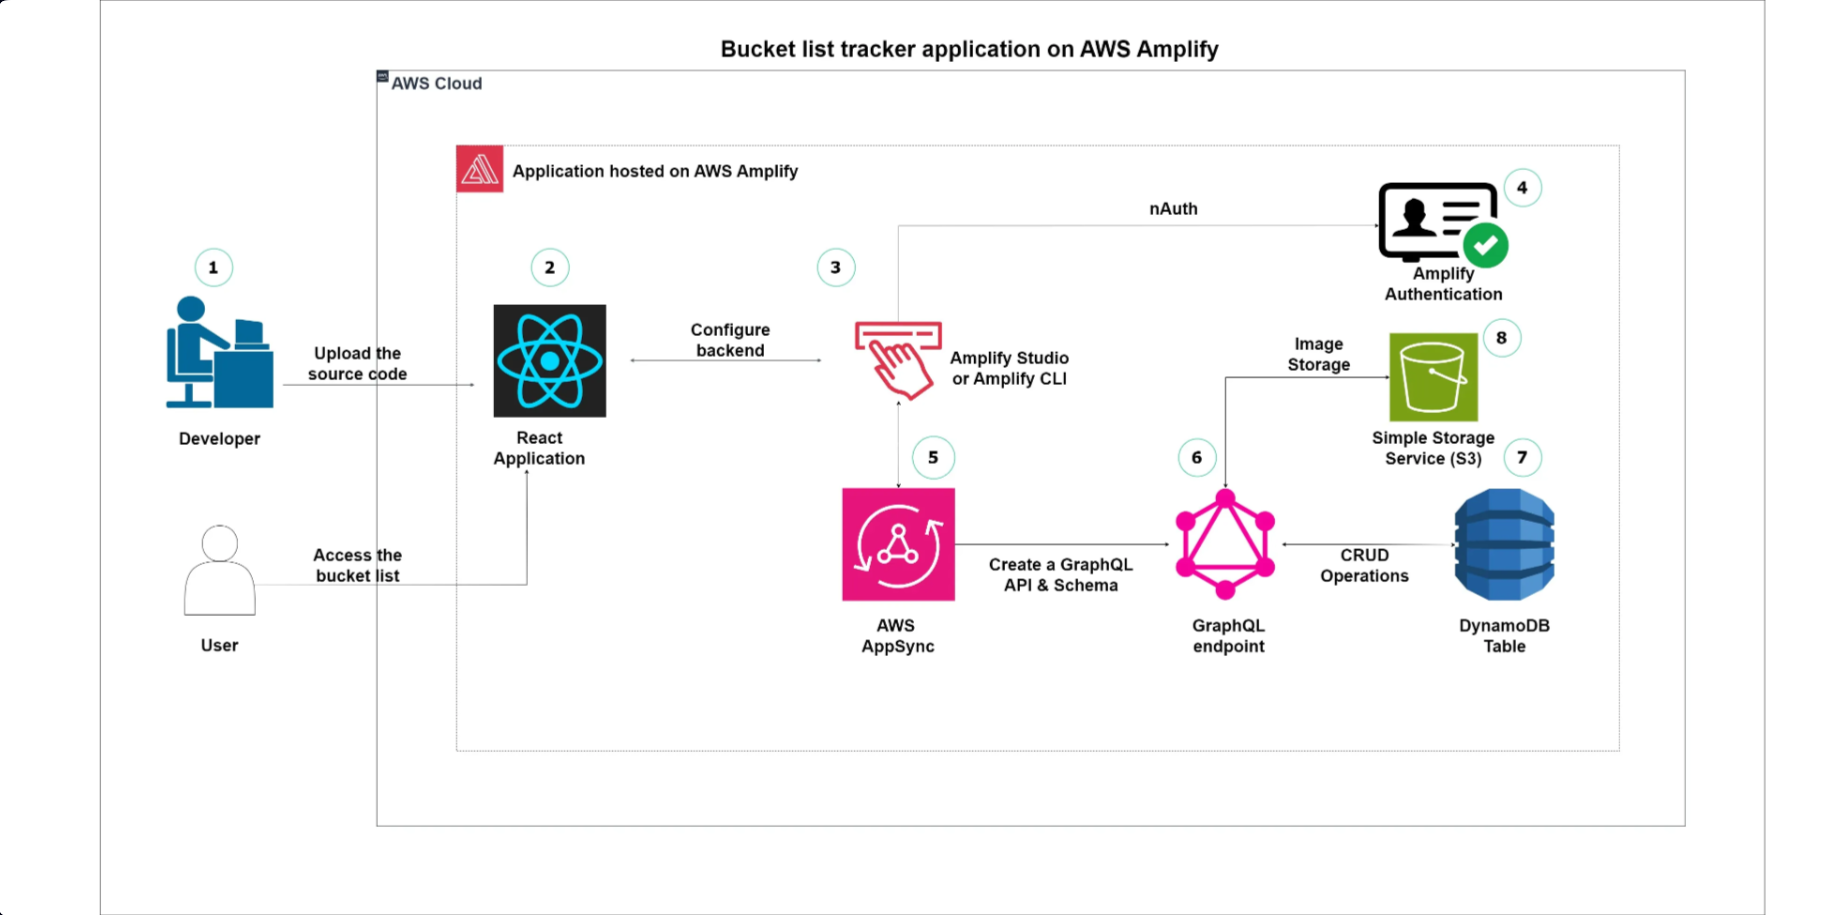 Bucket list tracker application on AWS Amplify
AWS Cloud
Application hosted on AWS Amplify
1
Developer
Upload the
source code
2
React
Application
Access the
bucket list
User
Configure
backend
3
Amplify Studio
or Amplify CLI
nAuth
4
Amplify
Authentication
5
AWS
AppSync
Create a GraphQL
API & Schema
6
GraphQL
endpoint
Image
Storage
8
Simple Storage
Service (S3)
7
CRUD
Operations
DynamoDB
Table